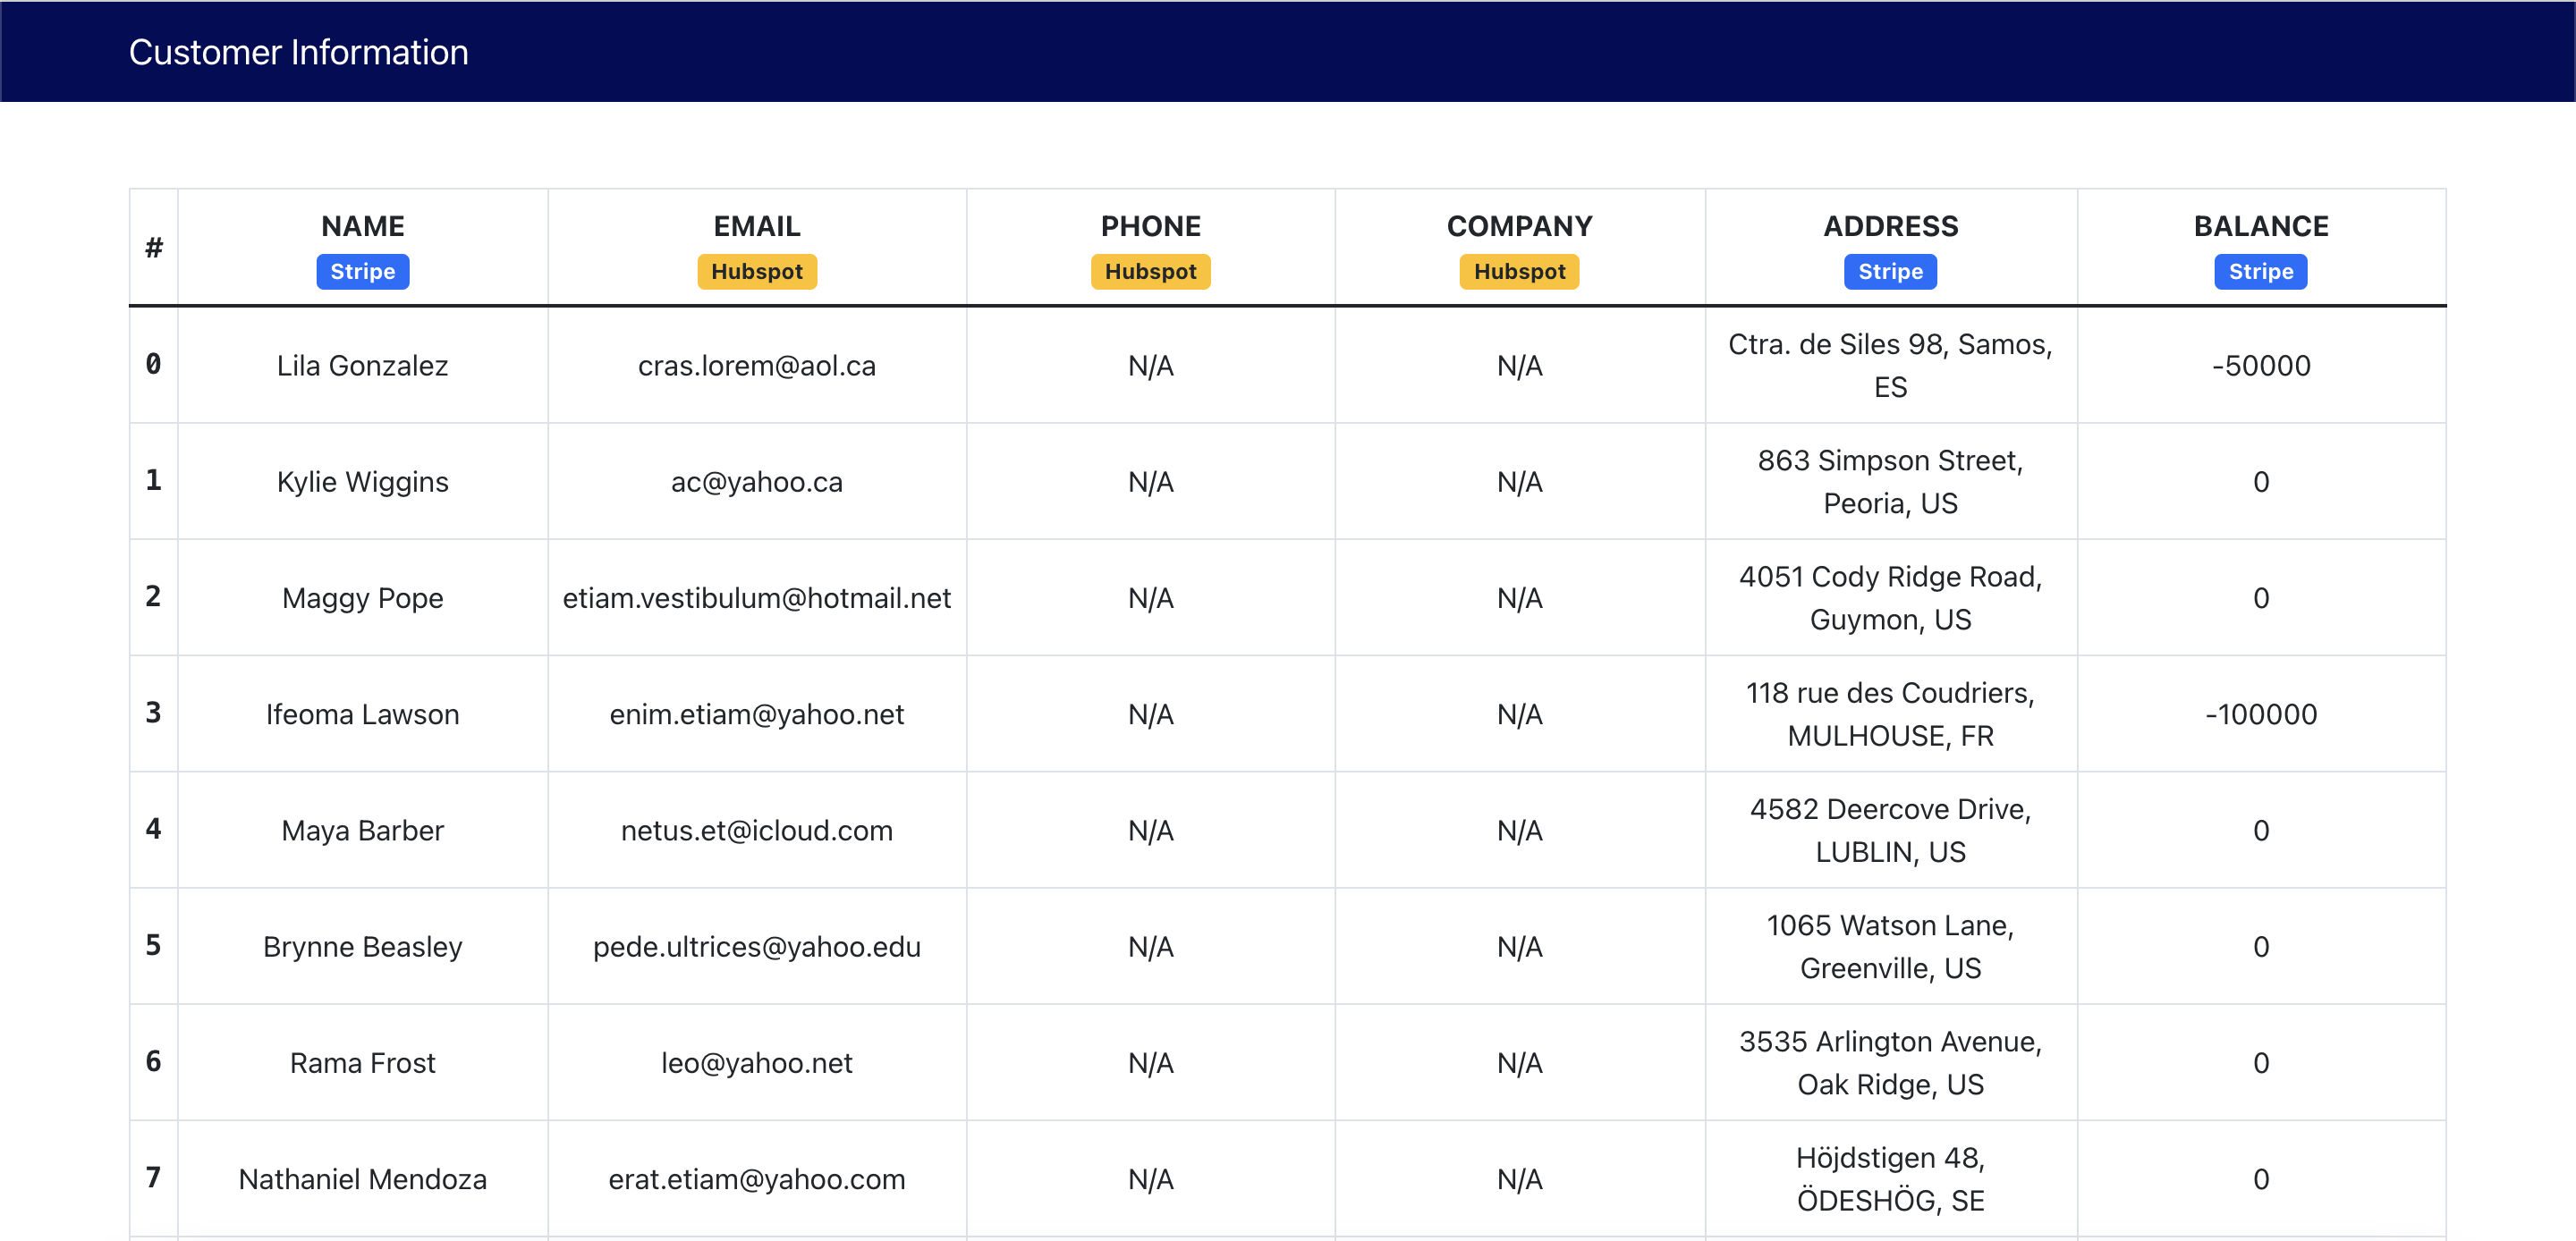 Customer Information
# NAME EMAIL PHONE COMPANY ADDRESS BALANCE
Stripe Hubspot Hubspot Hubspot Stripe Stripe
0 Lila Gonzalez cras.lorem@aol.ca N/A N/A Ctra. de Siles 98, Samos, -50000
ES
1 Kylie Wiggins ac@yahoo.ca N/A N/A 863 Simpson Street, 0
Peoria, US
2 Maggy Pope etiam.vestibulum@hotmail.net N/A N/A 4051 Cody Ridge Road, 0
Guymon, US
3 Ifeoma Lawson enim.etiam@yahoo.net N/A N/A 118 rue des Coudriers, -100000
MULHOUSE, FR
4 Maya Barber netus.et@icloud.com N/A N/A 4582 Deercove Drive, 0
LUBLIN, US
5 Brynne Beasley pede.ultrices@yahoo.edu N/A N/A 1065 Watson Lane, 0
Greenville, US
6 Rama Frost leo@yahoo.net N/A N/A 3535 Arlington Avenue, 0
Oak Ridge, US
7 Nathaniel Mendoza erat.etiam@yahoo.com N/A N/A Höjdstigen 48, 0
ÖDESHÖG, SE